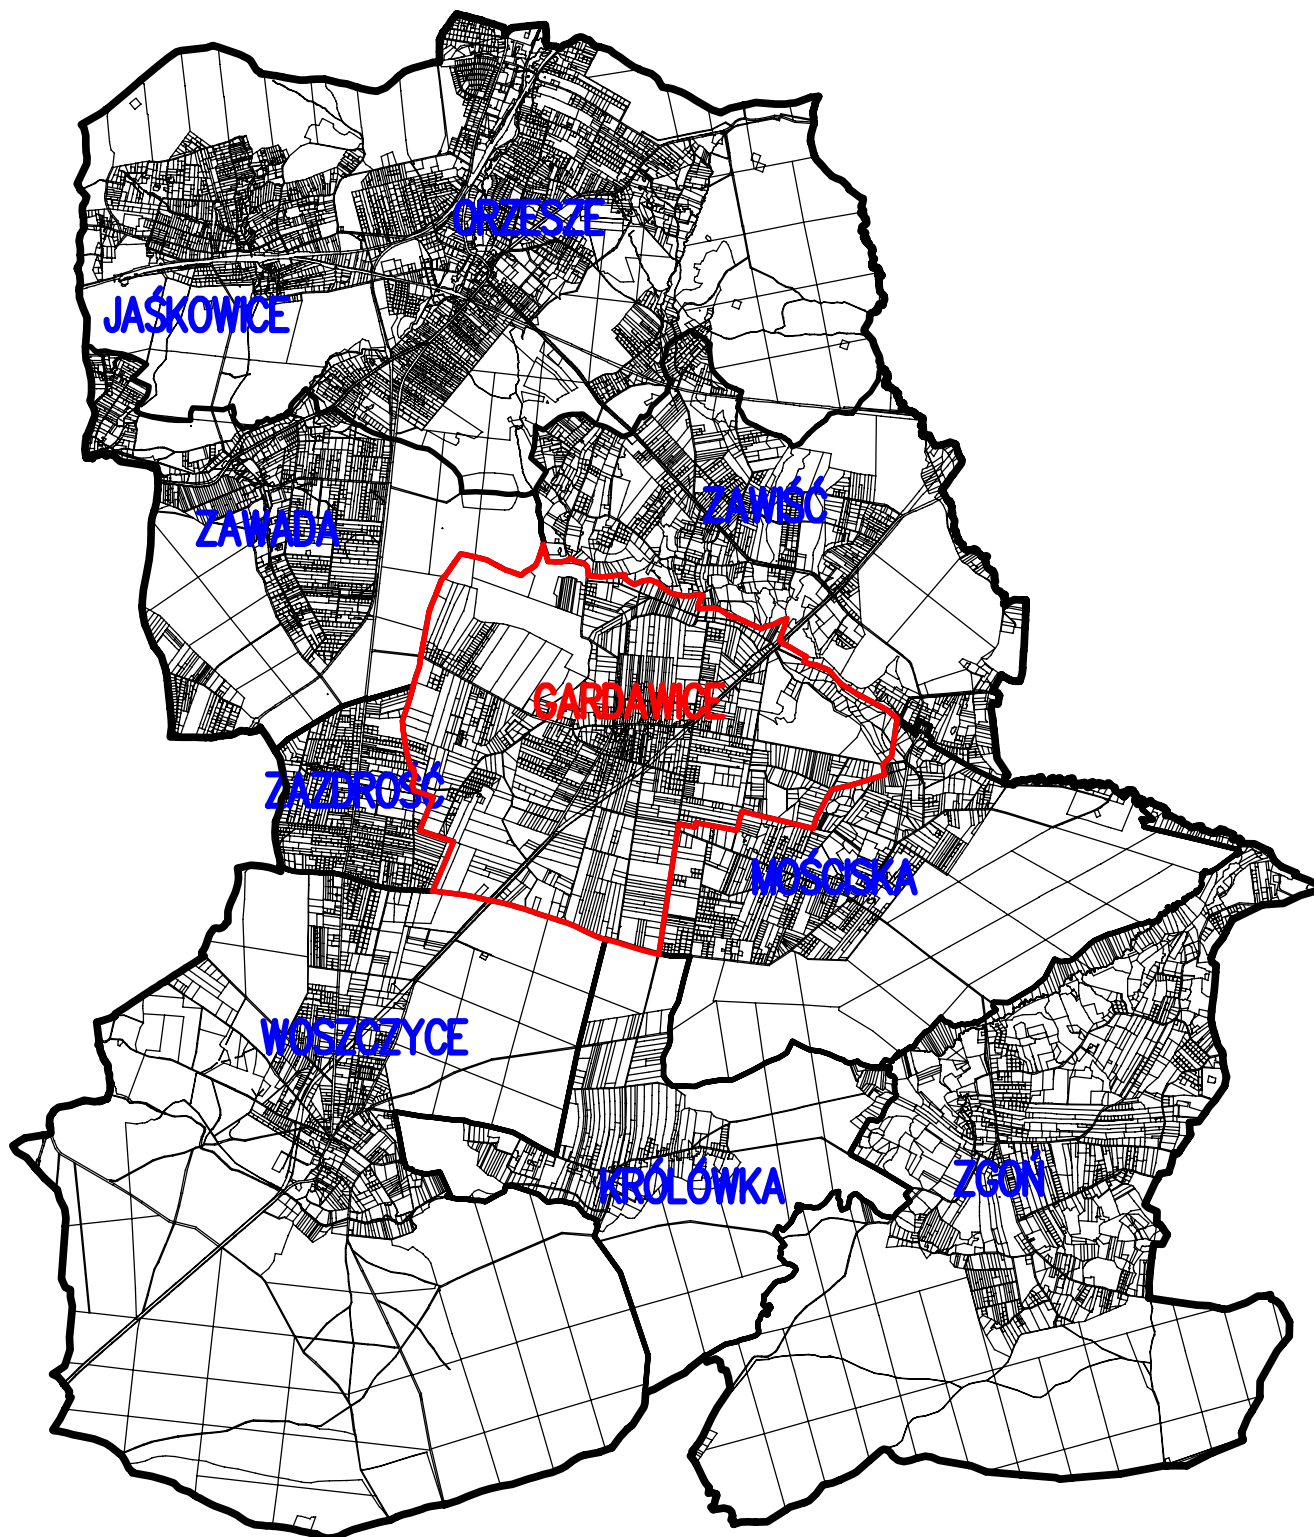 ORZESZE
JAŚKOWICE
ZAWIŚĆ
ZAWADA
GARDAWICE
ZAZDROŚĆ
MOŚCISKA
WOSZCZYCE
KRÓLÓWKA
ZGOŃ